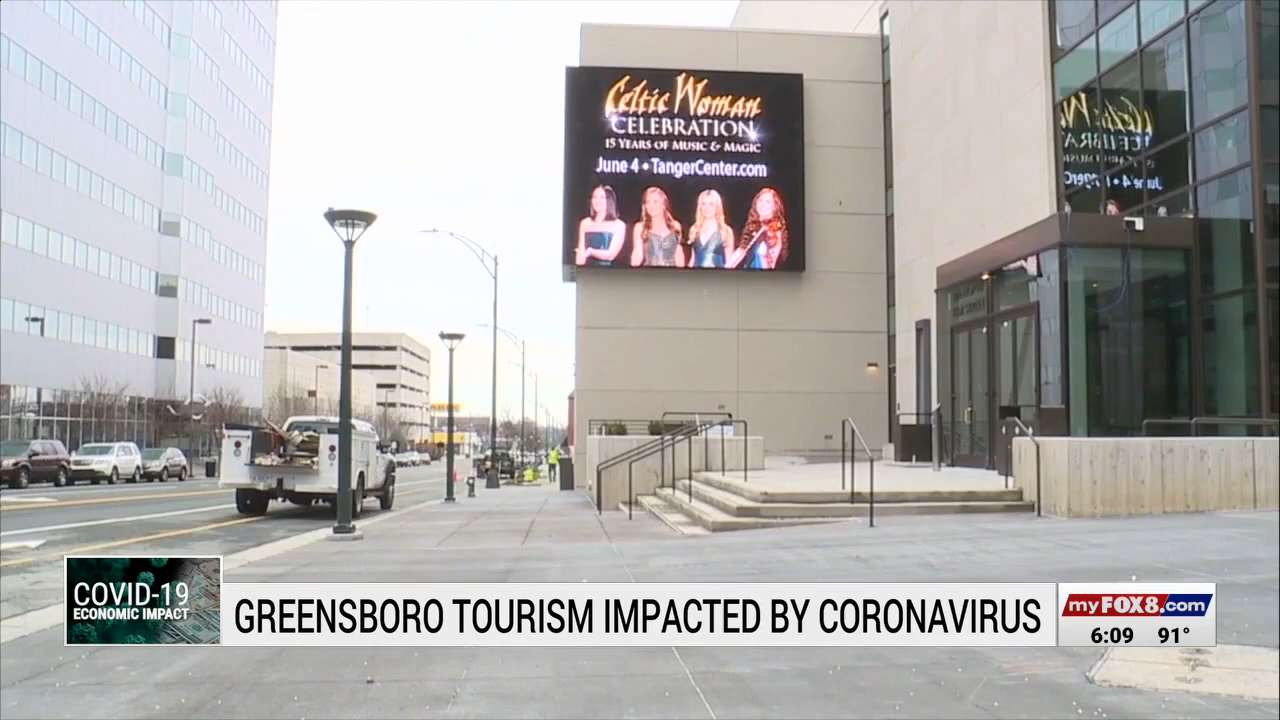 Celtic Woman
CELEBRATION
15 YEARS OF MUSIC & MAGIC
June 4 • TangerCenter.com
COVID-19
ECONOMIC IMPACT
GREENSBORO TOURISM IMPACTED BY CORONAVIRUS
myFOX8.com
6:09 91°